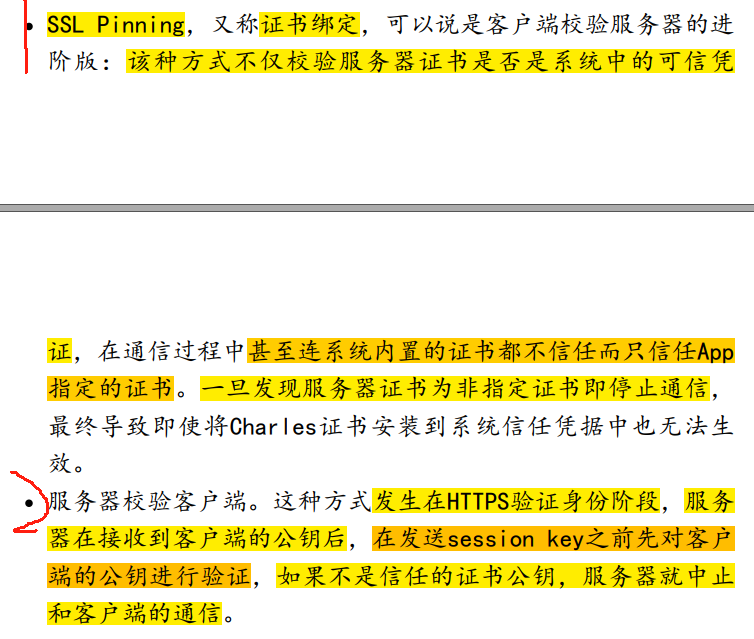 • SSL Pinning，又称证书绑定，可以说是客户端校验服务器的进
阶版：该种方式不仅校验服务器证书是否是系统中的可信凭
证，在通信过程中甚至连系统内置的证书都不信任而只信任App
指定的证书。一旦发现服务器证书为非指定证书即停止通信，
最终导致即使将Charles证书安装到系统信任凭据中也无法生
效。
• 服务器校验客户端。这种方式发生在HTTPS验证身份阶段，服务
器在接收到客户端的公钥后，在发送session key之前先对客户
端的公钥进行验证，如果不是信任的证书公钥，服务器就中止
和客户端的通信。